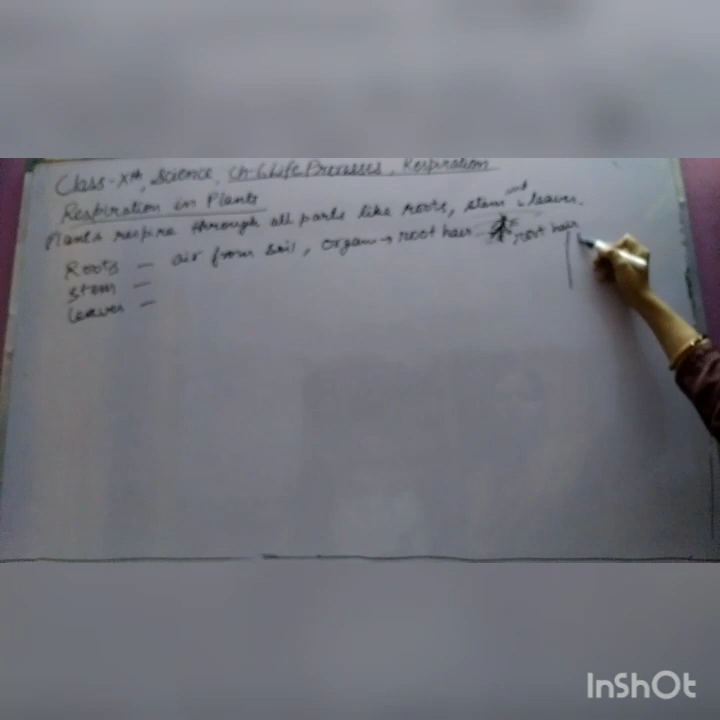 Class-Xth, Science, Ch-6 Life Processes, Respiration
Respiration in Plants
Plants respire through all parts like roots, stem and leaves.
Roots – air from soil, organ → root hair root hair
stem –
leaves –
InShOt